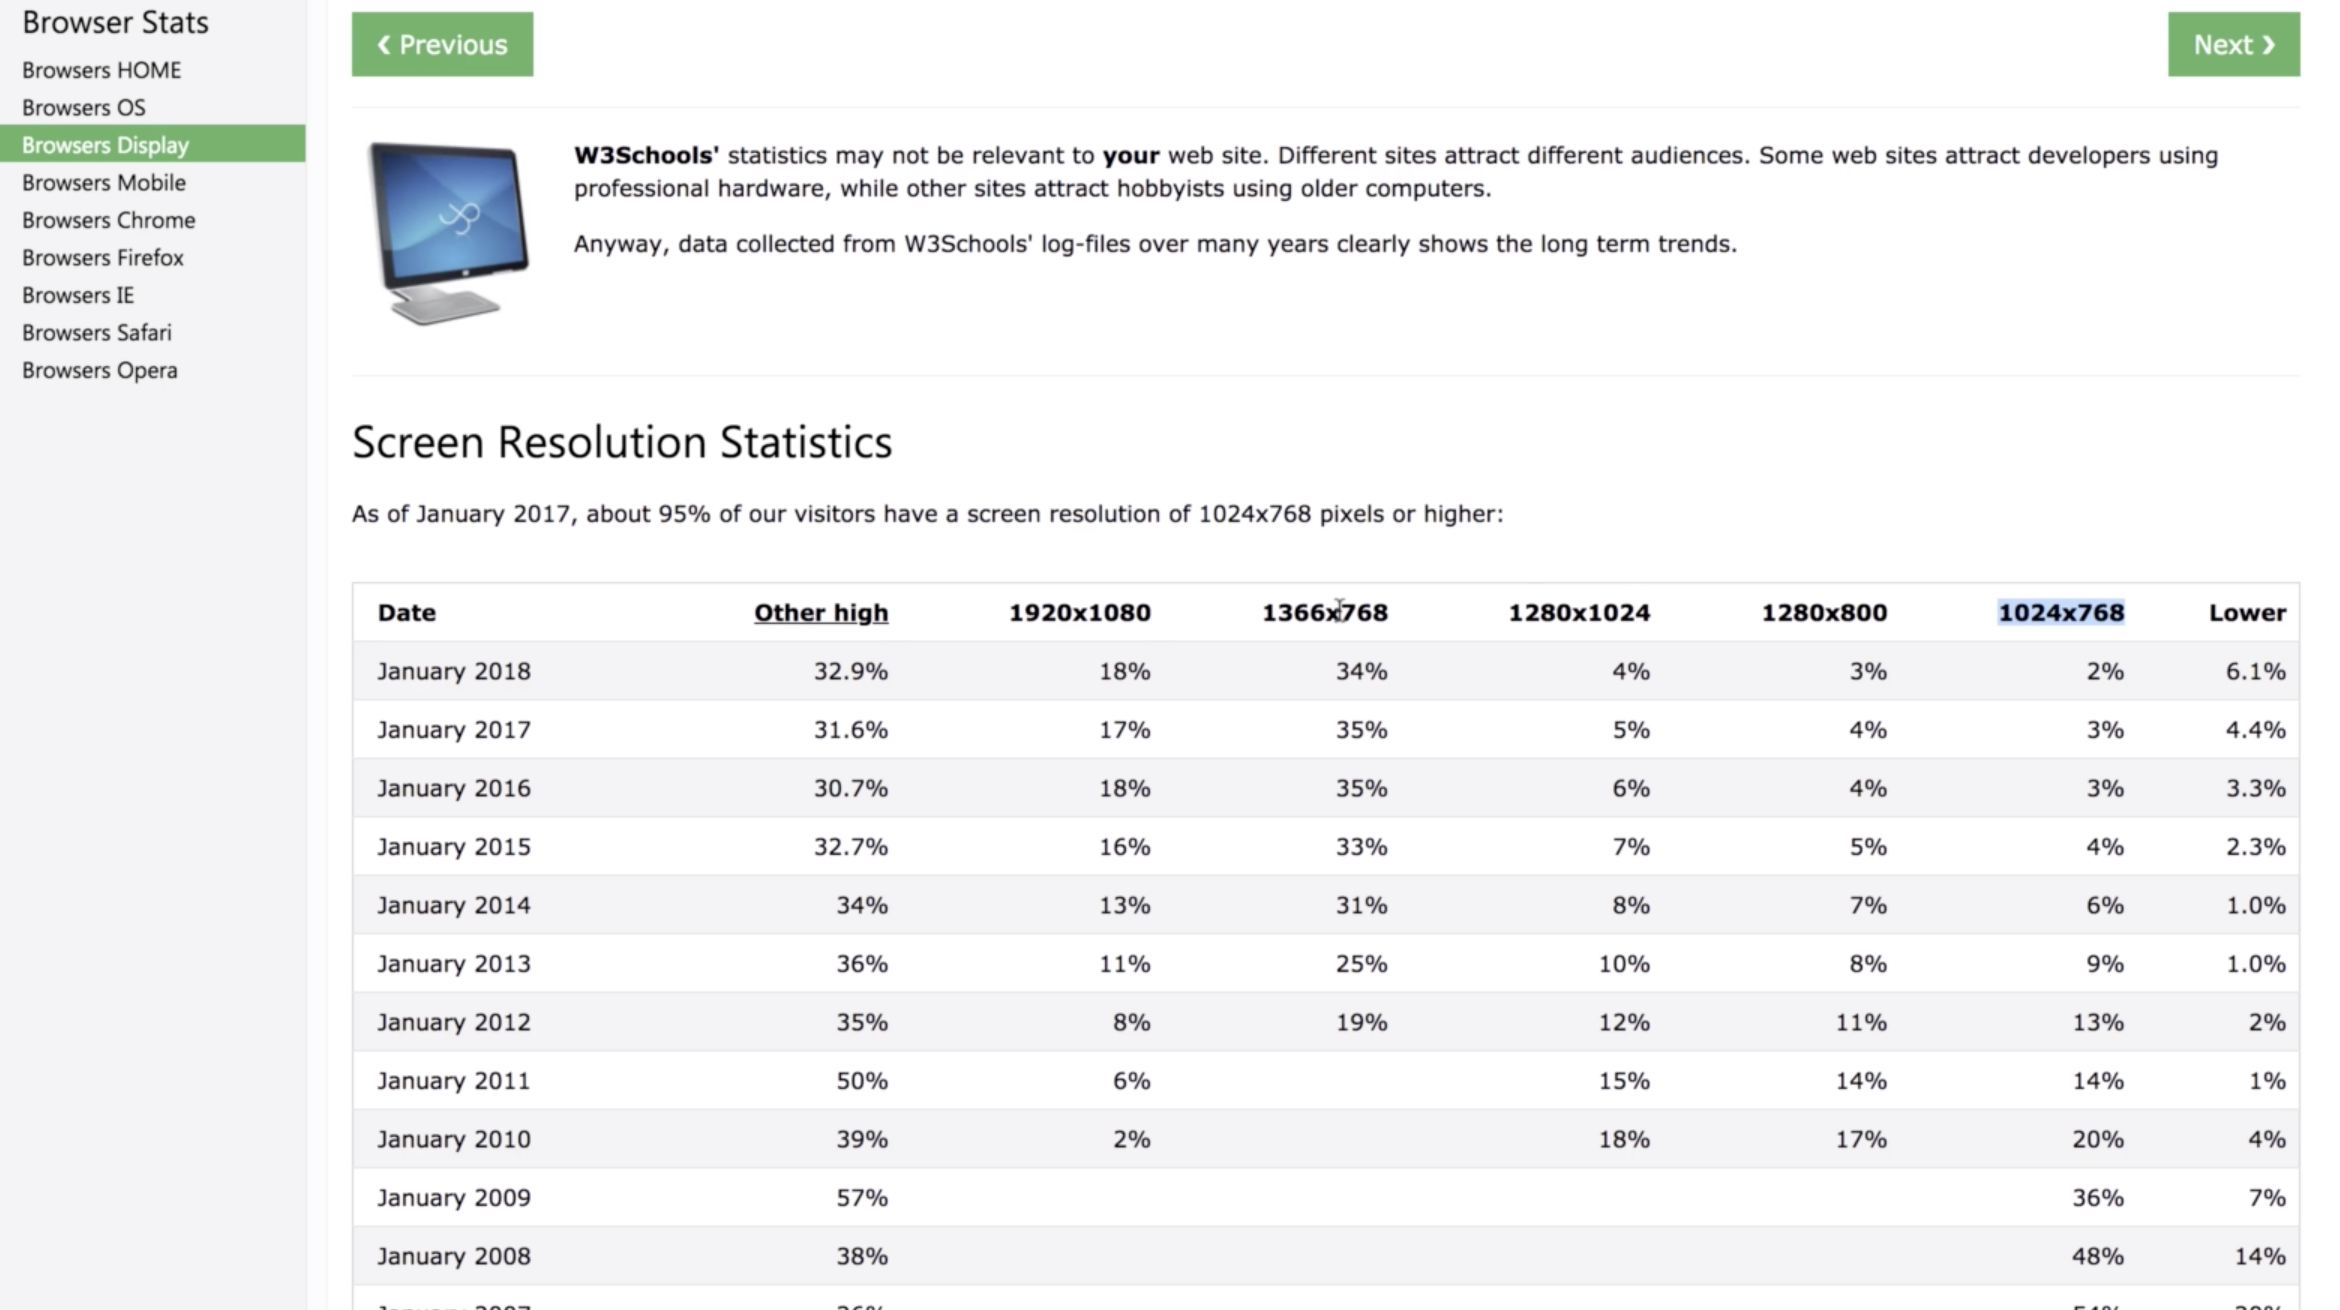 Browser Stats
Browsers HOME
Browsers OS
Browsers Display
Browsers Mobile
Browsers Chrome
Browsers Firefox
Browsers IE
Browsers Safari
Browsers Opera
❮ Previous
Next ❯
W3Schools' statistics may not be relevant to your web site. Different sites attract different audiences. Some web sites attract developers using
professional hardware, while other sites attract hobbyists using older computers.
Anyway, data collected from W3Schools' log-files over many years clearly shows the long term trends.
Screen Resolution Statistics
As of January 2017, about 95% of our visitors have a screen resolution of 1024x768 pixels or higher:
Date Other high 1920x1080 1366x768 1280x1024 1280x800 1024x768 Lower
January 2018 32.9% 18% 34% 4% 3% 2% 6.1%
January 2017 31.6% 17% 35% 5% 4% 3% 4.4%
January 2016 30.7% 18% 35% 6% 4% 3% 3.3%
January 2015 32.7% 16% 33% 7% 5% 4% 2.3%
January 2014 34% 13% 31% 8% 7% 6% 1.0%
January 2013 36% 11% 25% 10% 8% 9% 1.0%
January 2012 35% 8% 19% 12% 11% 13% 2%
January 2011 50% 6% 15% 14% 14% 1%
January 2010 39% 2% 18% 17% 20% 4%
January 2009 57% 36% 7%
January 2008 38% 48% 14%